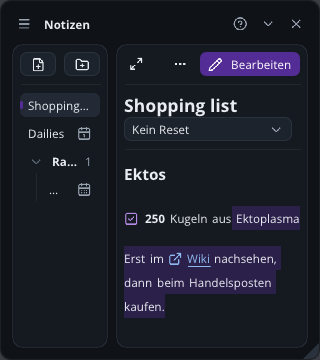 Notizen
Bearbeiten
Shopping...
Dailies
Ra... 1
...
Shopping list
Kein Reset
Ektos
250 Kugeln aus Ektoplasma
Erst im Wiki nachsehen,
dann beim Handelsposten
kaufen.